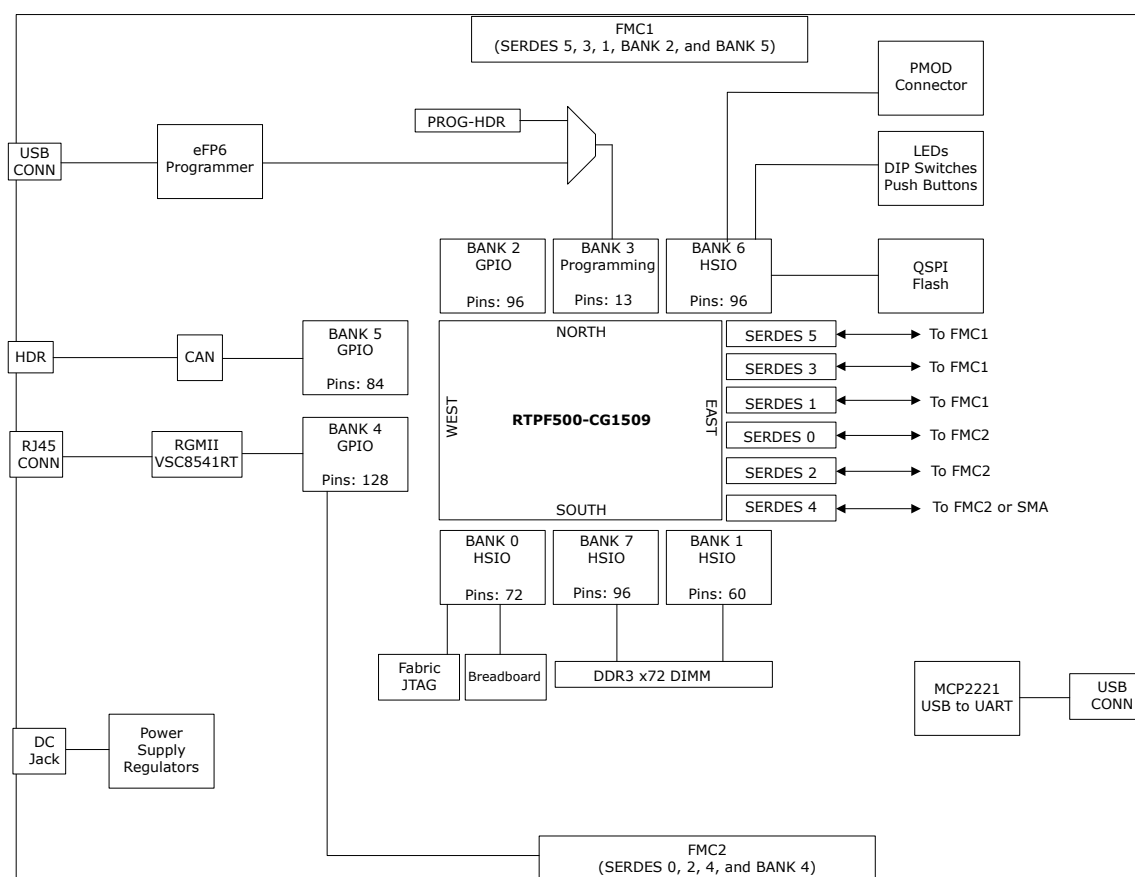 FMC1
(SERDES 5, 3, 1, BANK 2, and BANK 5)
PMOD
Connector
PROG-HDR
USB
CONN
eFP6
Programmer
LEDs
DIP Switches
Push Buttons
BANK 2
GPIO
Pins: 96
BANK 3
Programming
Pins: 13
BANK 6
HSIO
Pins: 96
QSPI
Flash
HDR
CAN
BANK 5
GPIO
Pins: 84
NORTH
WEST
RTPF500-CG1509
EAST
SOUTH
SERDES 5
To FMC1
SERDES 3
To FMC1
SERDES 1
To FMC1
SERDES 0
To FMC2
SERDES 2
To FMC2
SERDES 4
To FMC2 or SMA
RJ45
CONN
RGMII
VSC8541RT
BANK 4
GPIO
Pins: 128
BANK 0
HSIO
Pins: 72
BANK 7
HSIO
Pins: 96
BANK 1
HSIO
Pins: 60
Fabric
JTAG
Breadboard
DDR3 x72 DIMM
MCP2221
USB to UART
USB
CONN
DC
Jack
Power
Supply
Regulators
FMC2
(SERDES 0, 2, 4, and BANK 4)